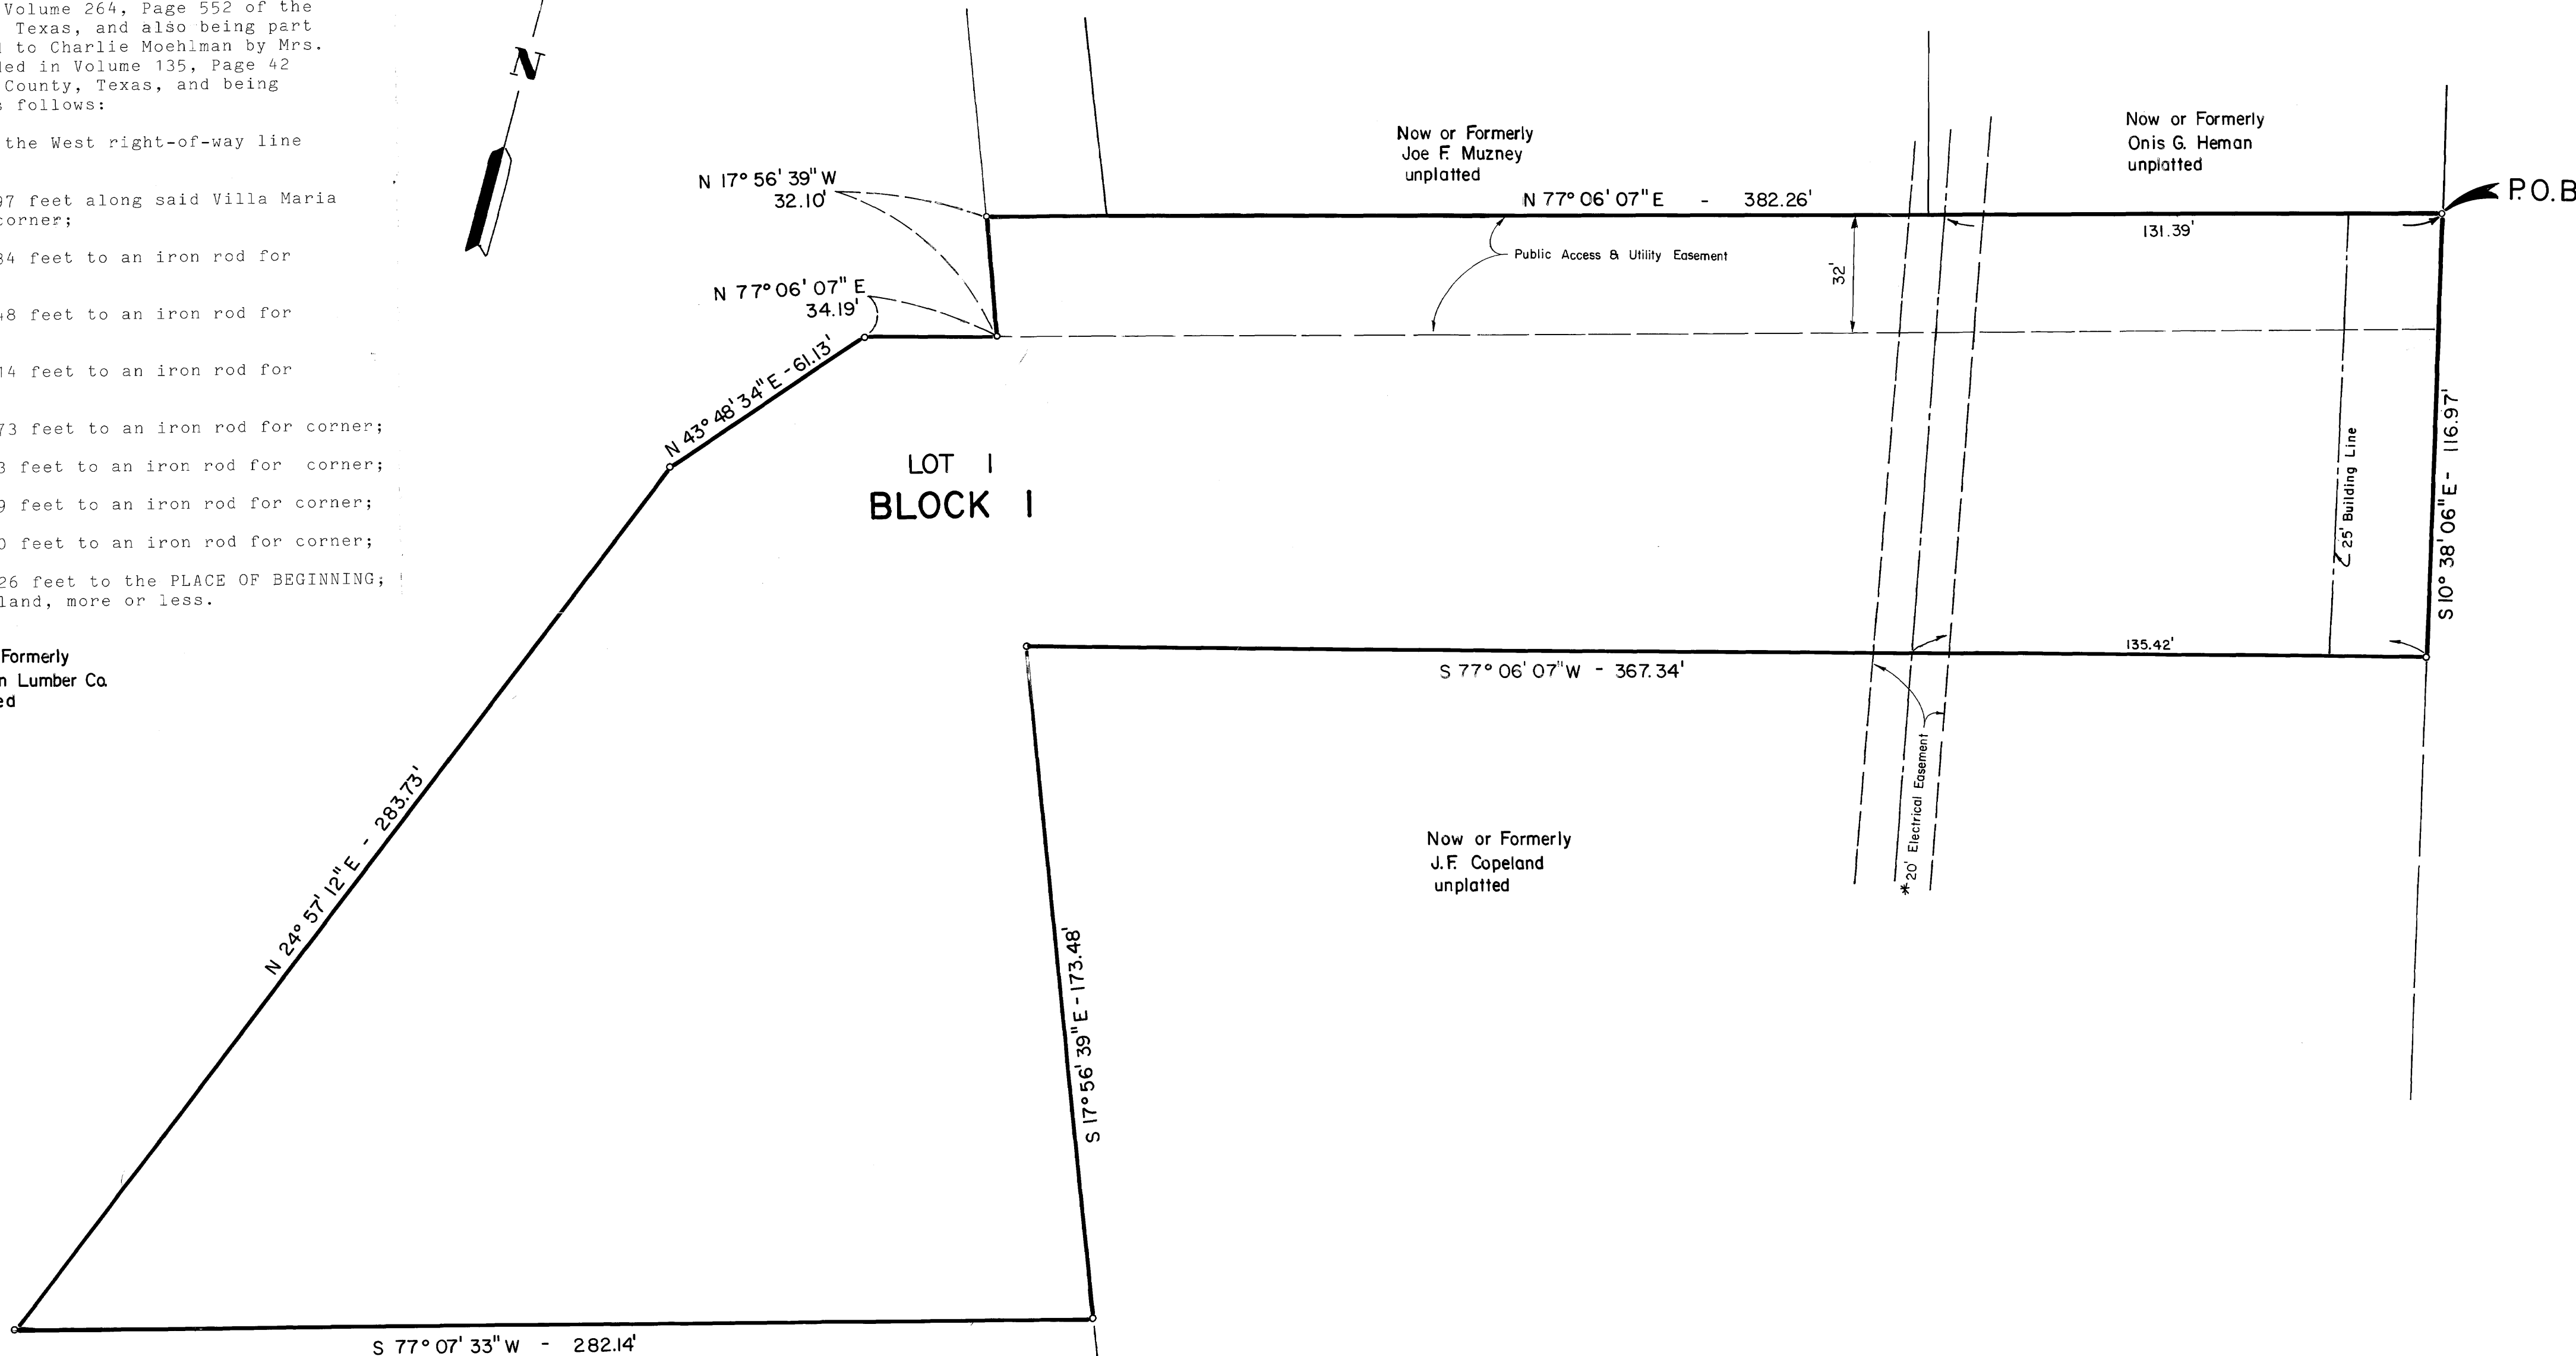 Volume 264, Page 552 of the
Texas, and also being part
to Charlie Moehlman by Mrs.
in Volume 135, Page 42
County, Texas, and being
follows:
the West right-of-way line
97 feet along said Villa Maria
corner;
34 feet to an iron rod for
48 feet to an iron rod for
14 feet to an iron rod for
73 feet to an iron rod for corner;
3 feet to an iron rod for corner;
9 feet to an iron rod for corner;
0 feet to an iron rod for corner;
26 feet to the PLACE OF BEGINNING;
land, more or less.
Formerly
Lumber Co.
N
N 17° 56' 39" W
32.10'
N 77° 06' 07" E
34.19'
N 43° 48' 34" E - 61.13'
N 24° 57' 12" E - 283.73'
S 77° 07' 33" W - 282.14'
S 17° 56' 39" E - 173.48'
LOT 1
BLOCK 1
Now or Formerly
Joe F. Muzney
unplatted
N 77° 06' 07" E - 382.26'
Public Access & Utility Easement
32'
Now or Formerly
Onis G. Heman
unplatted
P.O.B
131.39'
25' Building Line
S 10° 38' 06" E - 116.97'
135.42'
S 77° 06' 07" W - 367.34'
*20' Electrical Easement
Now or Formerly
J.F. Copeland
unplatted